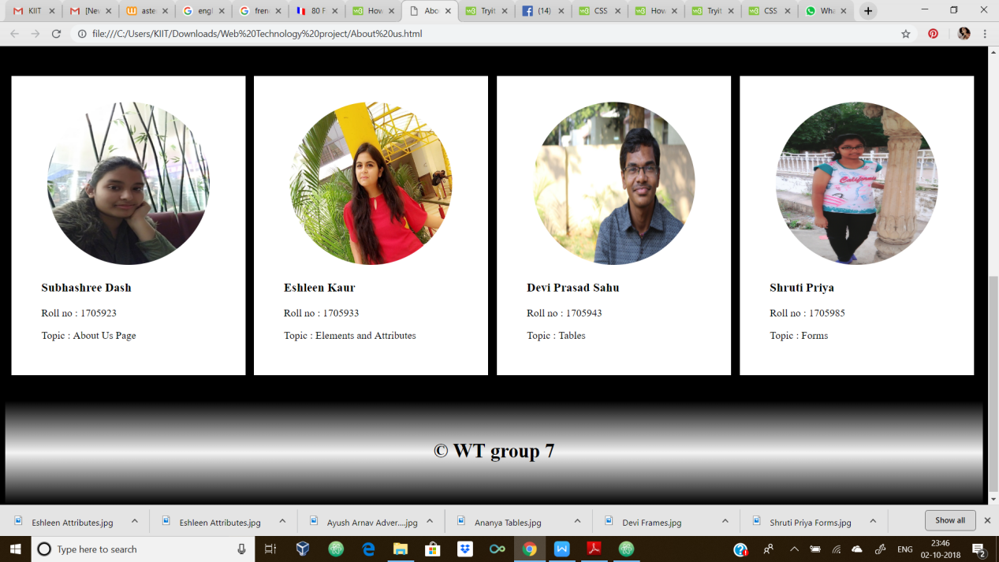 KIIT
[Nev
aste
engl
fren
80 F
How
Abo
Tryit
(14)
CSS
How
Tryit
CSS
Wha
file:///C:/Users/KIIT/Downloads/Web%20Technology%20project/About%20us.html
California
Subhashree Dash
Roll no : 1705923
Topic : About Us Page
Eshleen Kaur
Roll no : 1705933
Topic : Elements and Attributes
Devi Prasad Sahu
Roll no : 1705943
Topic : Tables
Shruti Priya
Roll no : 1705985
Topic : Forms
© WT group 7
Eshleen Attributes.jpg
Eshleen Attributes.jpg
Ayush Arnav Adver....jpg
Ananya Tables.jpg
Devi Frames.jpg
Shruti Priya Forms.jpg
Show all
Type here to search
ENG
23:46
02-10-2018
2